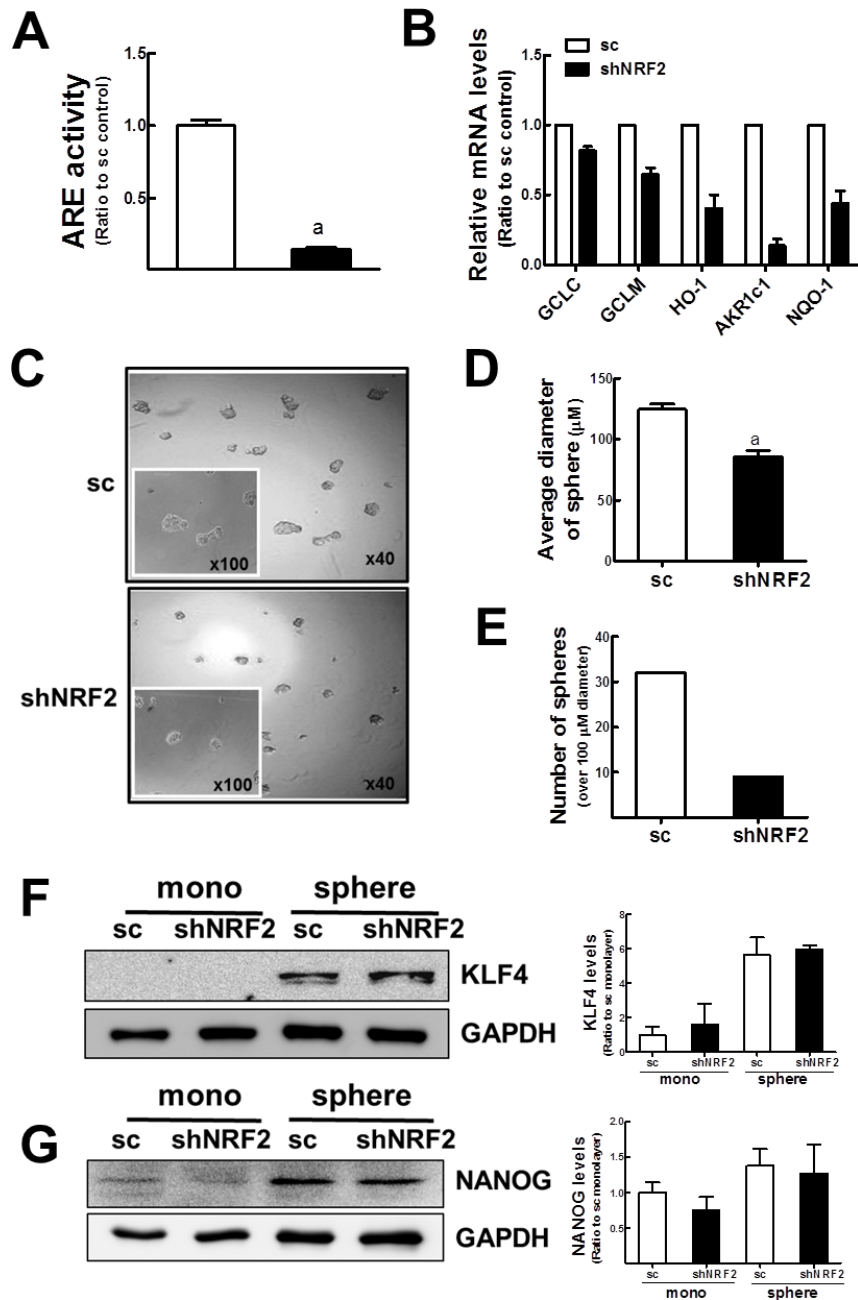 A
ARE activity
(Ratio to sc control)
1.5
1.0
0.5
a
B
sc
shNRF2
Relative mRNA levels
(Ratio to sc control)
1.5
1.0
0.5
0.0
GCLC
GCLM
HO-1
AKR1c1
NQO-1
C
sc
x100
x40
shNRF2
x100
x40
D
Average diameter
of sphere (μM)
150
100
50
0
a
sc
shNRF2
E
Number of spheres
(over 100 μM diameter)
40
30
20
10
sc
shNRF2
F
mono
sphere
sc
shNRF2
sc
shNRF2
KLF4
GAPDH
KLF4 levels
(Ratio to sc monolayer)
8
6
4
2
0
sc
shNRF2
sc
shNRF2
mono
sphere
G
mono
sphere
sc
shNRF2
sc
shNRF2
NANOG
GAPDH
NANOG levels
(Ratio to sc monolayer)
2.0
1.5
1.0
0.5
sc
shNRF2
sc
shNRF2
mono
sphere